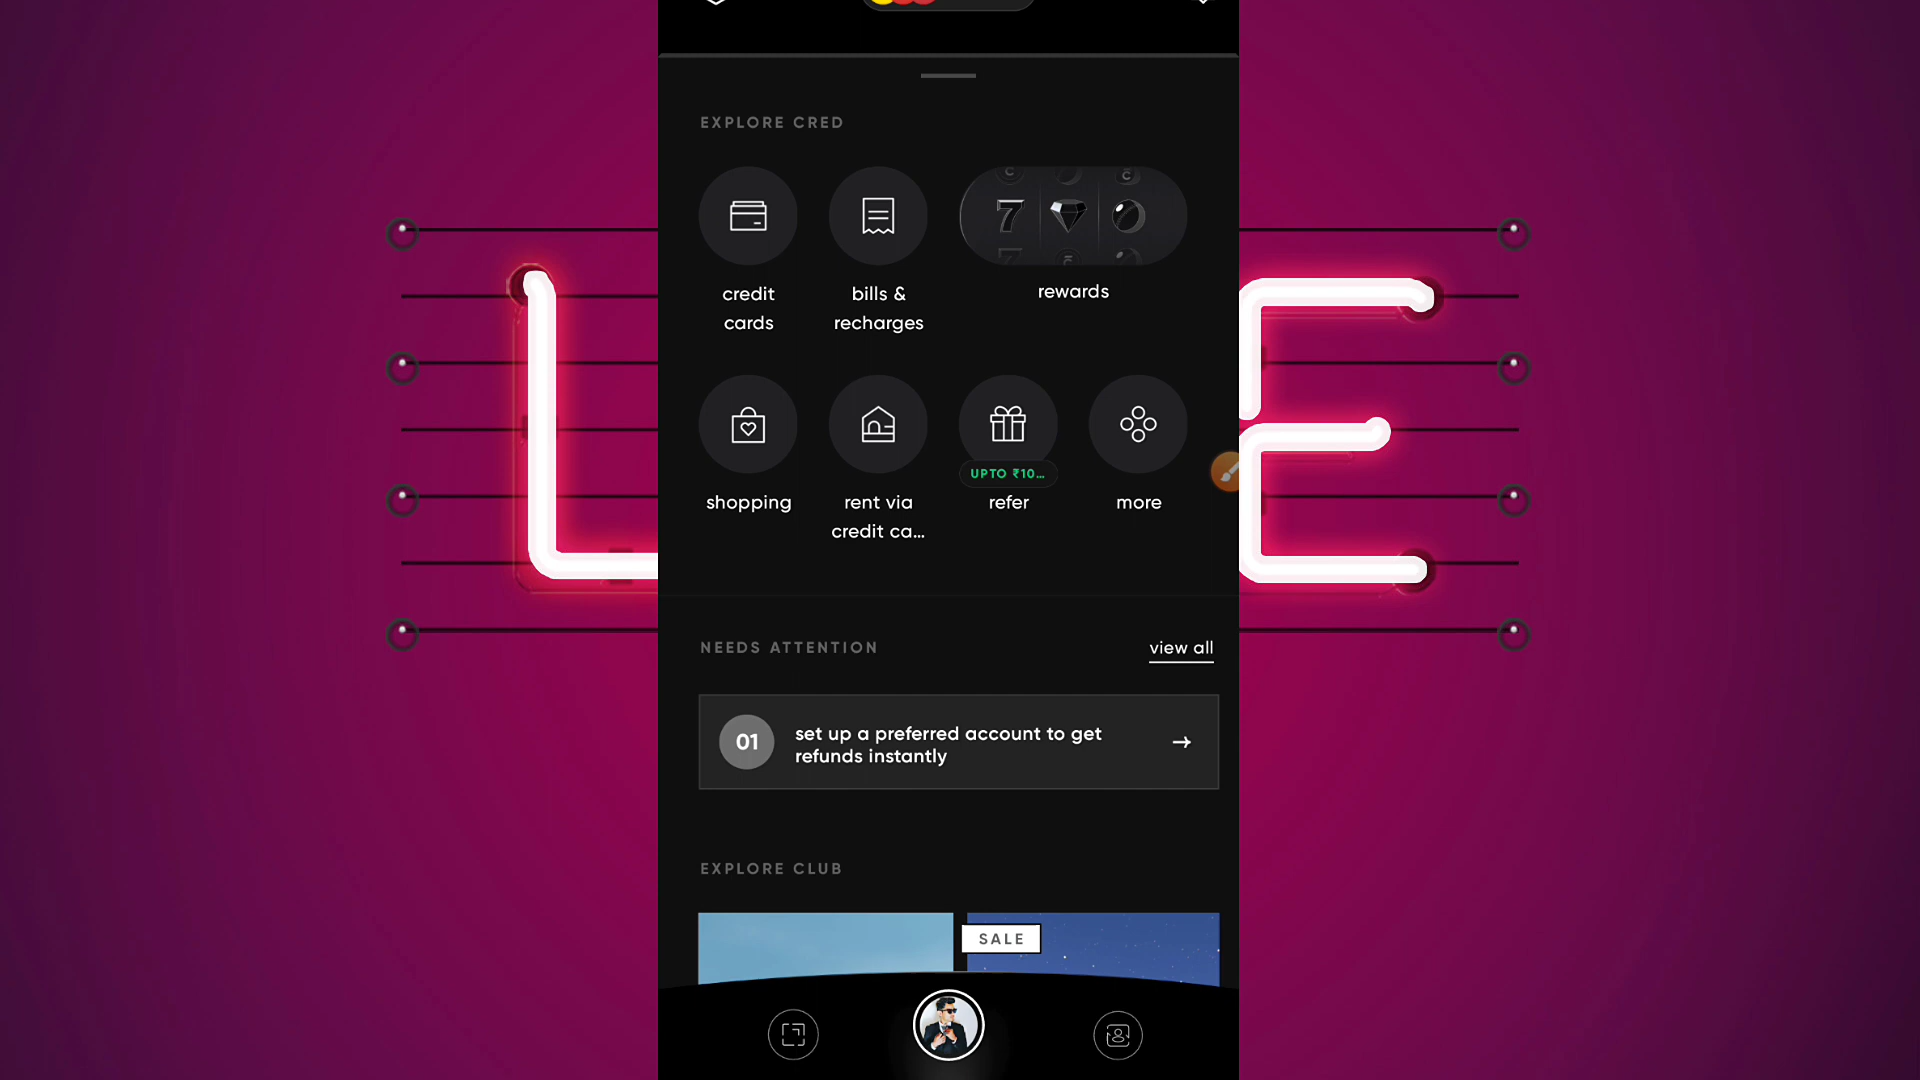 EXPLORE CRED
credit
cards
bills &
recharges
rewards
shopping
rent via
credit ca...
UPTO ₹10...
refer
more
NEEDS ATTENTION
view all
01
set up a preferred account to get
refunds instantly
EXPLORE CLUB
SALE
L
E